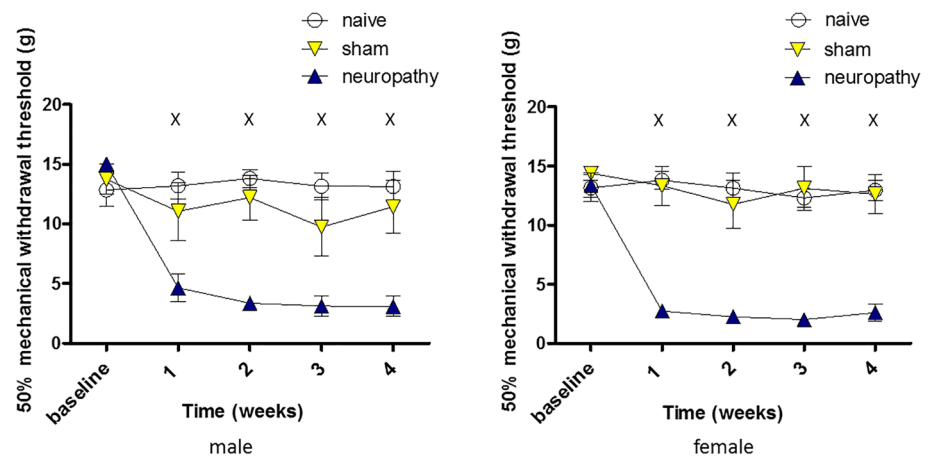 naive
sham
neuropathy
50% mechanical withdrawal threshold (g)
20
15
10
5
0
X X X X
baseline 1 2 3 4
Time (weeks)
male
naive
sham
neuropathy
50% mechanical withdrawal threshold (g)
20
15
10
5
0
X X X X
baseline 1 2 3 4
Time (weeks)
female